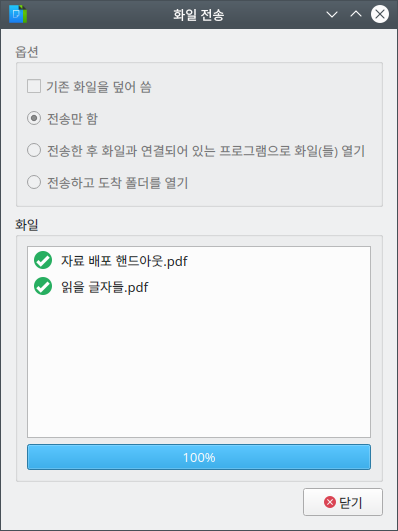 화일 전송
옵션
기존 화일을 덮어 씀
전송만 함
전송한 후 화일과 연결되어 있는 프로그램으로 화일(들) 열기
전송하고 도착 폴더를 열기
화일
자료 배포 핸드아웃.pdf
읽을 글자들.pdf
100%
닫기